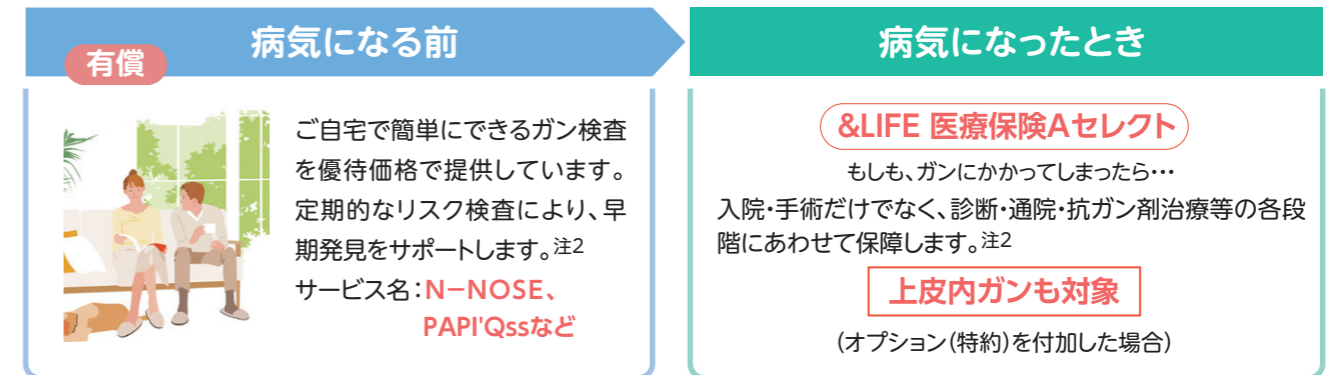 病気になる前
有償
ご自宅で簡単にできるガン検査
を優待価格で提供しています。
定期的なリスク検査により、早
期発見をサポートします。注2
サービス名：N－NOSE、
PAPI'Qssなど
病気になったとき
&LIFE 医療保険Aセレクト
もしも、ガンにかかってしまったら…
入院・手術だけでなく、診断・通院・抗ガン剤治療等の各段
階にあわせて保障します。注2
上皮内ガンも対象
（オプション（特約）を付加した場合）